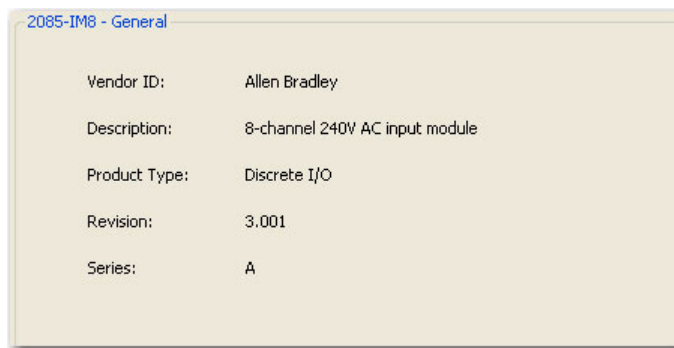 2085-IM8 - General
Vendor ID: Allen Bradley
Description: 8-channel 240V AC input module
Product Type: Discrete I/O
Revision: 3.001
Series: A